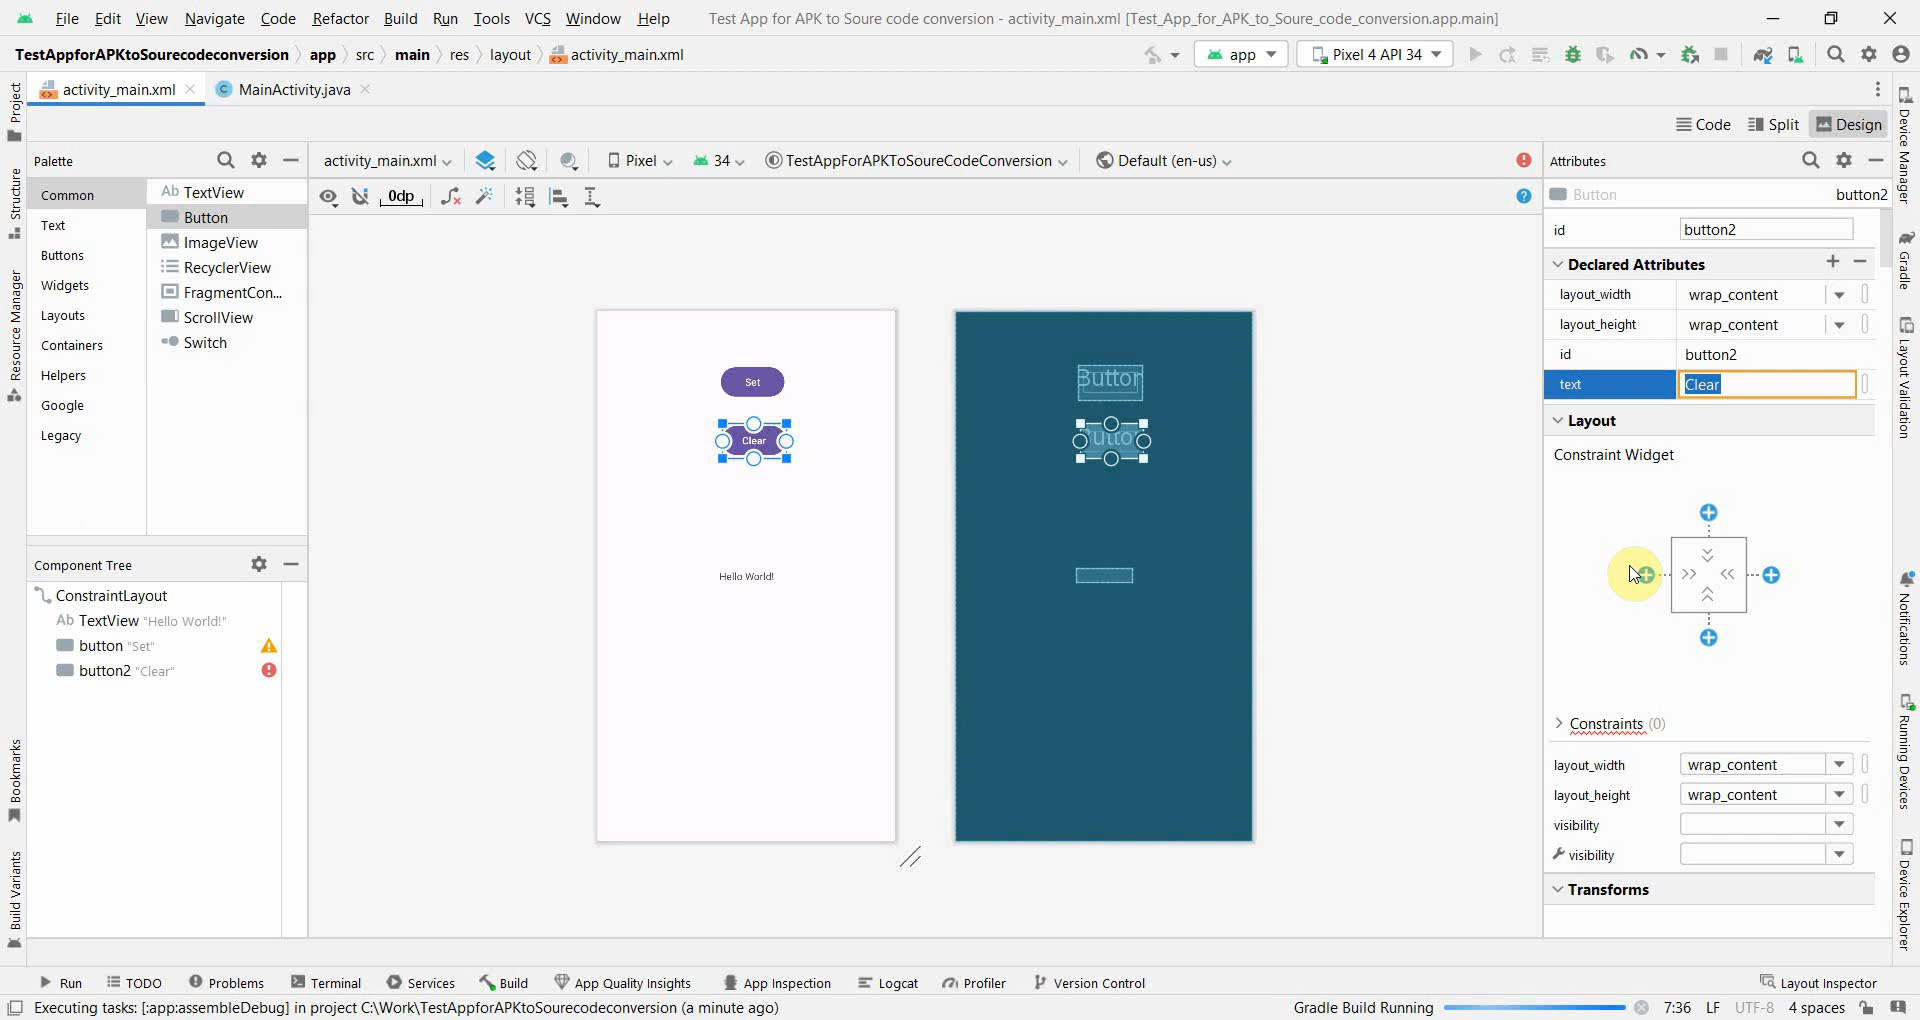 File Edit View Navigate Code Refactor Build Run Tools VCS Window Help Test App for APK to Soure code conversion - activity_main.xml [Test_App_for_APK_to_Soure_code_conversion.app.main]
TestAppforAPKtoSourecodeconversion app src main res layout activity_main.xml app Pixel 4 API 34
activity_main.xml MainActivity.java
Code Split Design
Palette activity_main.xml Pixel 34 TestAppForAPKToSoureCodeConversion Default (en-us) Attributes
Common
Text
Buttons
Widgets
Layouts
Containers
Helpers
Google
Legacy
Ab TextView
Button
ImageView
RecyclerView
FragmentCon...
ScrollView
Switch
0dp
Set
Clear
Hello World!
Button
Button
Component Tree
ConstraintLayout
Ab TextView "Hello World!"
button "Set"
button2 "Clear"
Button button2
id button2
Declared Attributes
layout_width wrap_content
layout_height wrap_content
id button2
text Clear
Layout
Constraint Widget
Constraints (0)
layout_width wrap_content
layout_height wrap_content
visibility
visibility
Transforms
Project
Structure
Resource Manager
Bookmarks
Build Variants
Device Manager
Gradle
Layout Validation
Notifications
Running Devices
Device Explorer
Run TODO Problems Terminal Services Build App Quality Insights App Inspection Logcat Profiler Version Control Layout Inspector
Executing tasks: [:app:assembleDebug] in project C:\Work\TestAppforAPKtoSourecodeconversion (a minute ago) Gradle Build Running 7:36 LF UTF-8 4 spaces